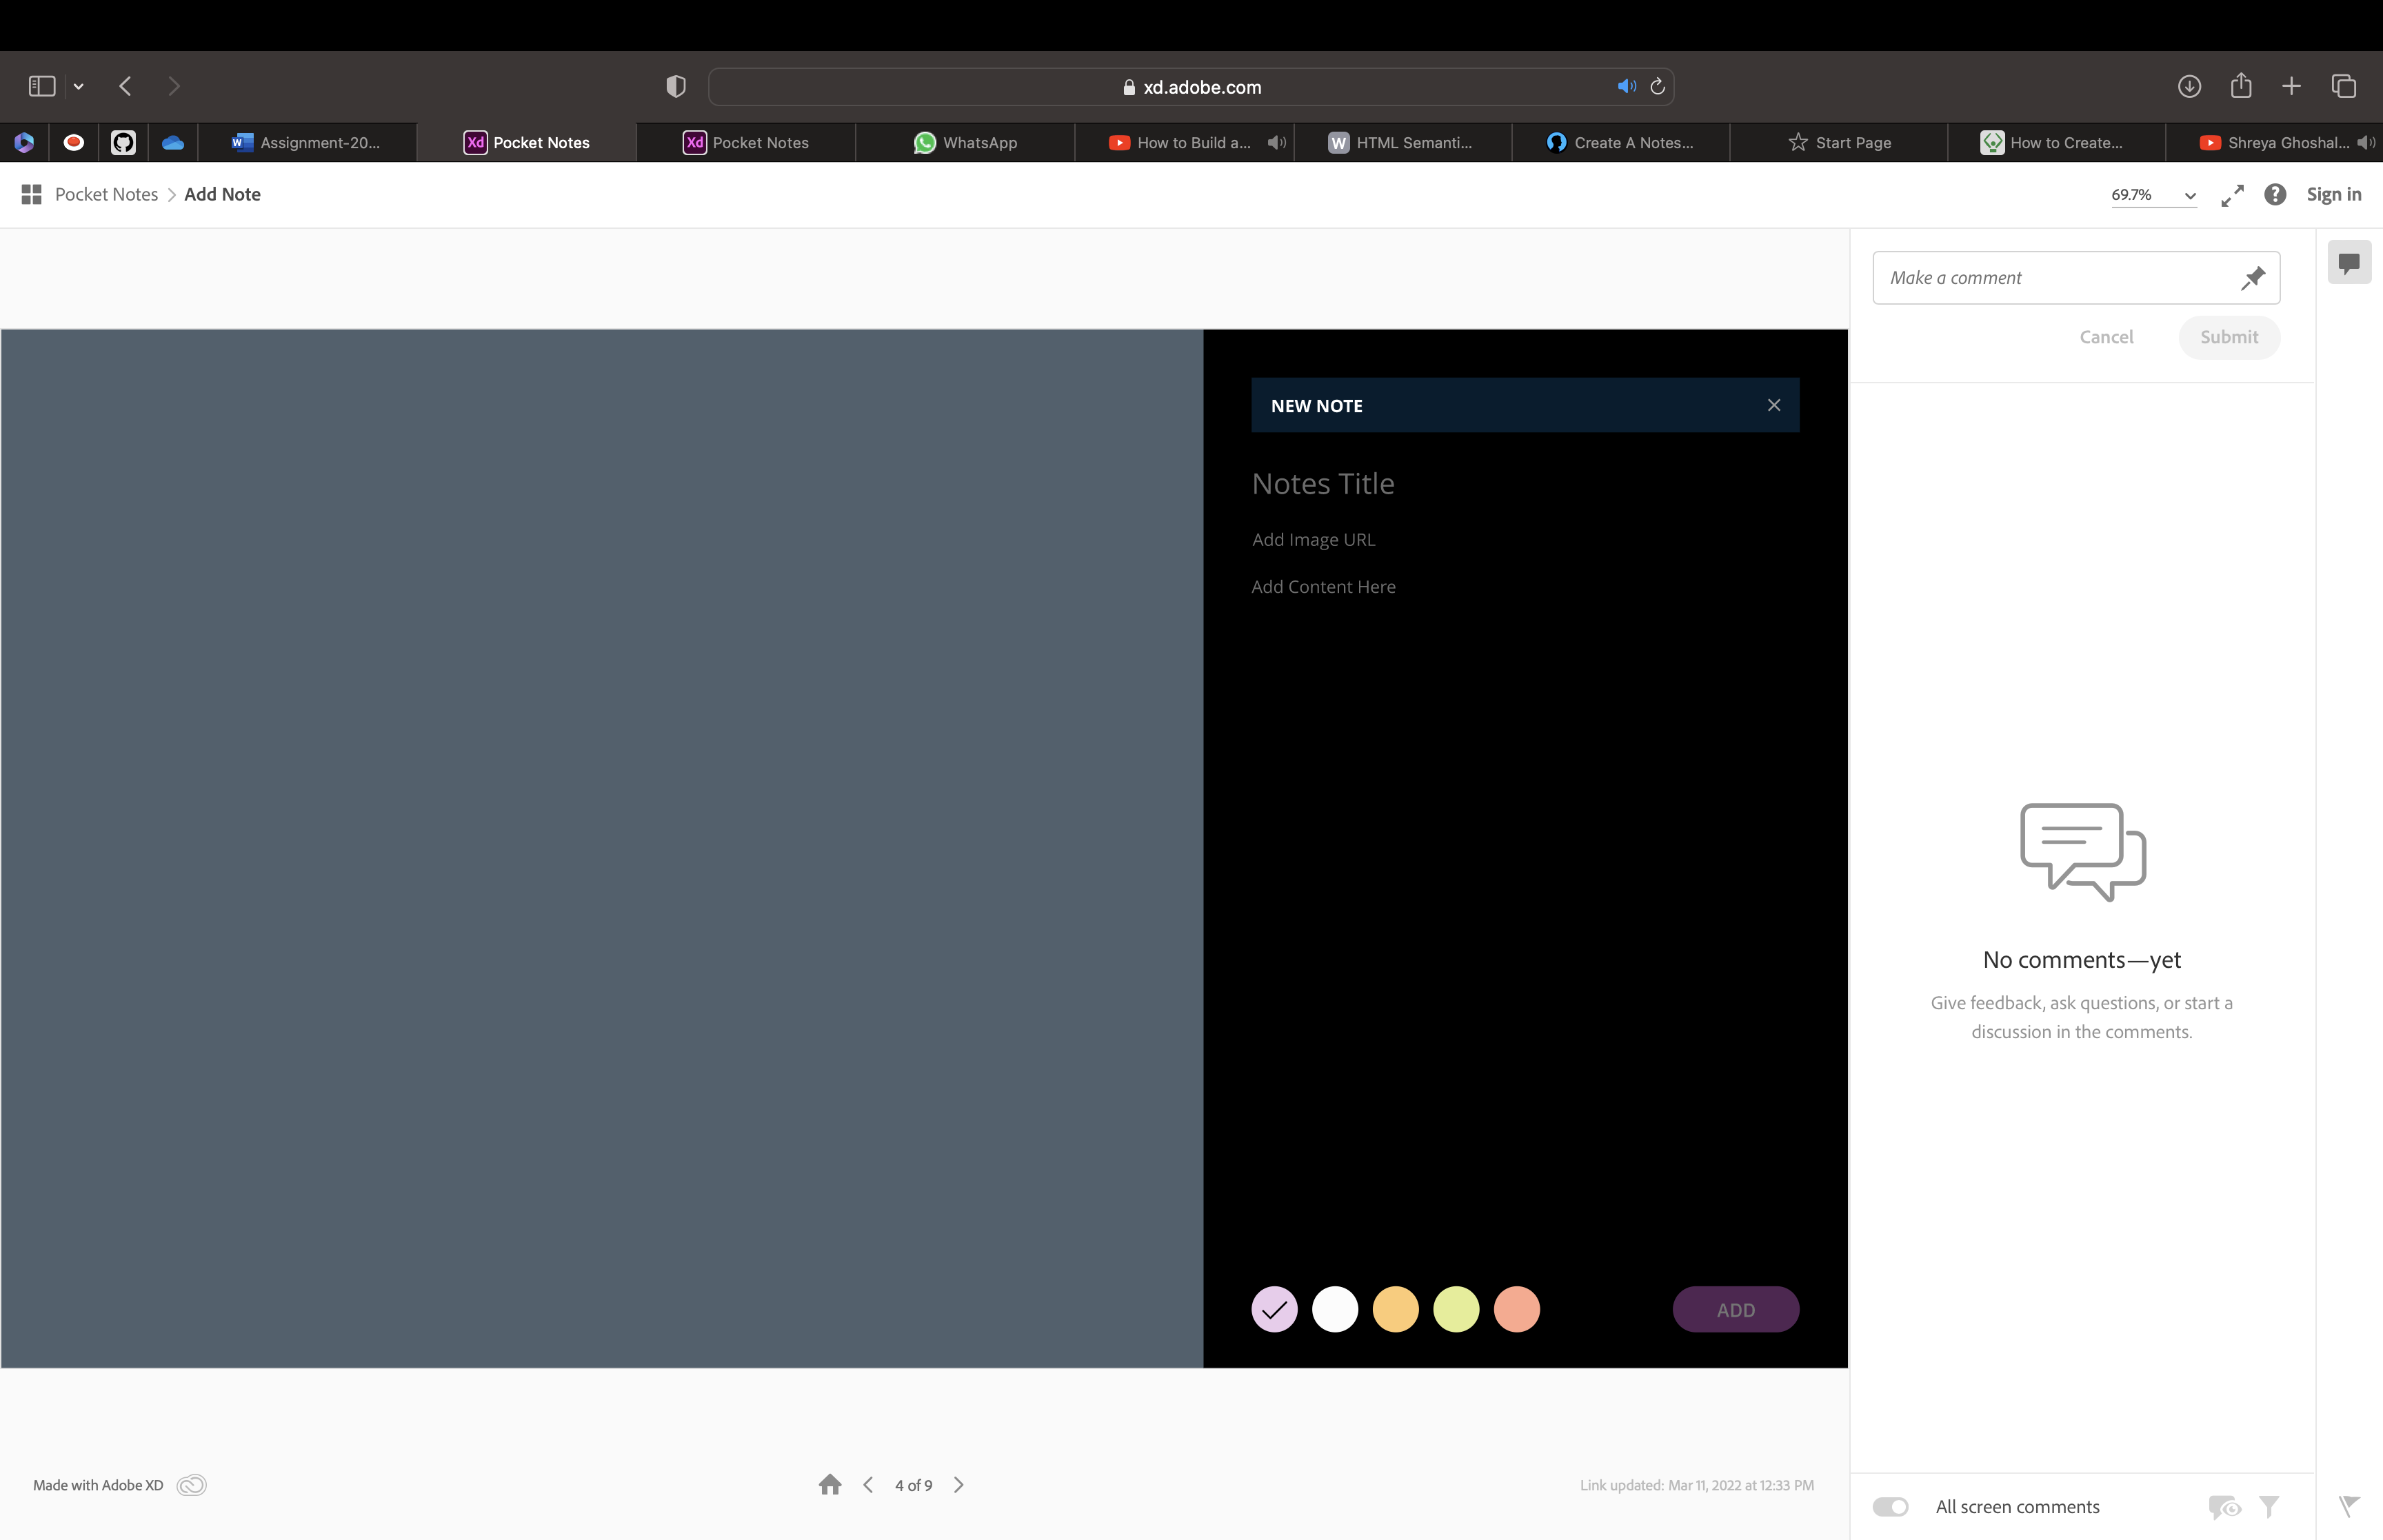 xd.adobe.com
Assignment-20...
Xd Pocket Notes
Xd Pocket Notes
WhatsApp
How to Build a...
W HTML Semanti...
Create A Notes...
Start Page
How to Create...
Shreya Ghoshal...
Pocket Notes > Add Note
69.7%
Sign in
Make a comment
Cancel
Submit
NEW NOTE
Notes Title
Add Image URL
Add Content Here
ADD
No comments—yet
Give feedback, ask questions, or start a
discussion in the comments.
Made with Adobe XD
4 of 9
Link updated: Mar 11, 2022 at 12:33 PM
All screen comments